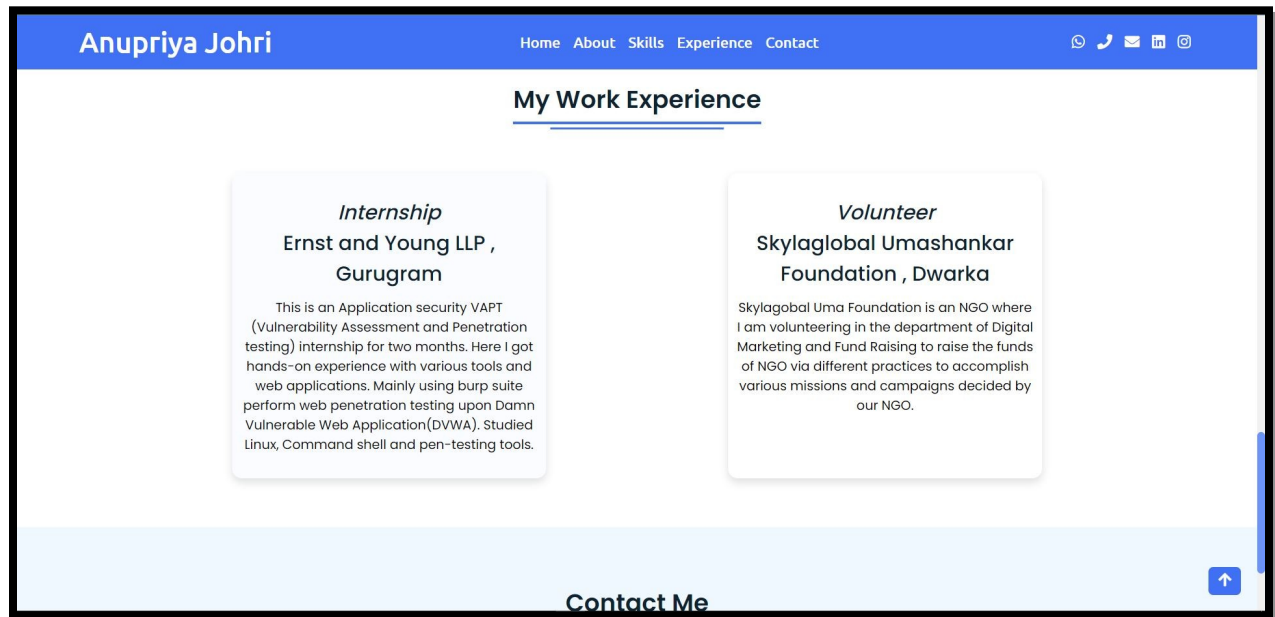 Anupriya Johri
Home About Skills Experience Contact
My Work Experience
Internship
Ernst and Young LLP ,
Gurugram
This is an Application security VAPT
(Vulnerability Assessment and Penetration
testing) internship for two months. Here I got
hands-on experience with various tools and
web applications. Mainly using burp suite
perform web penetration testing upon Damn
Vulnerable Web Application(DVWA). Studied
Linux, Command shell and pen-testing tools.
Volunteer
Skylaglobal Umashankar
Foundation , Dwarka
Skylagobal Uma Foundation is an NGO where
I am volunteering in the department of Digital
Marketing and Fund Raising to raise the funds
of NGO via different practices to accomplish
various missions and campaigns decided by
our NGO.
Contact Me